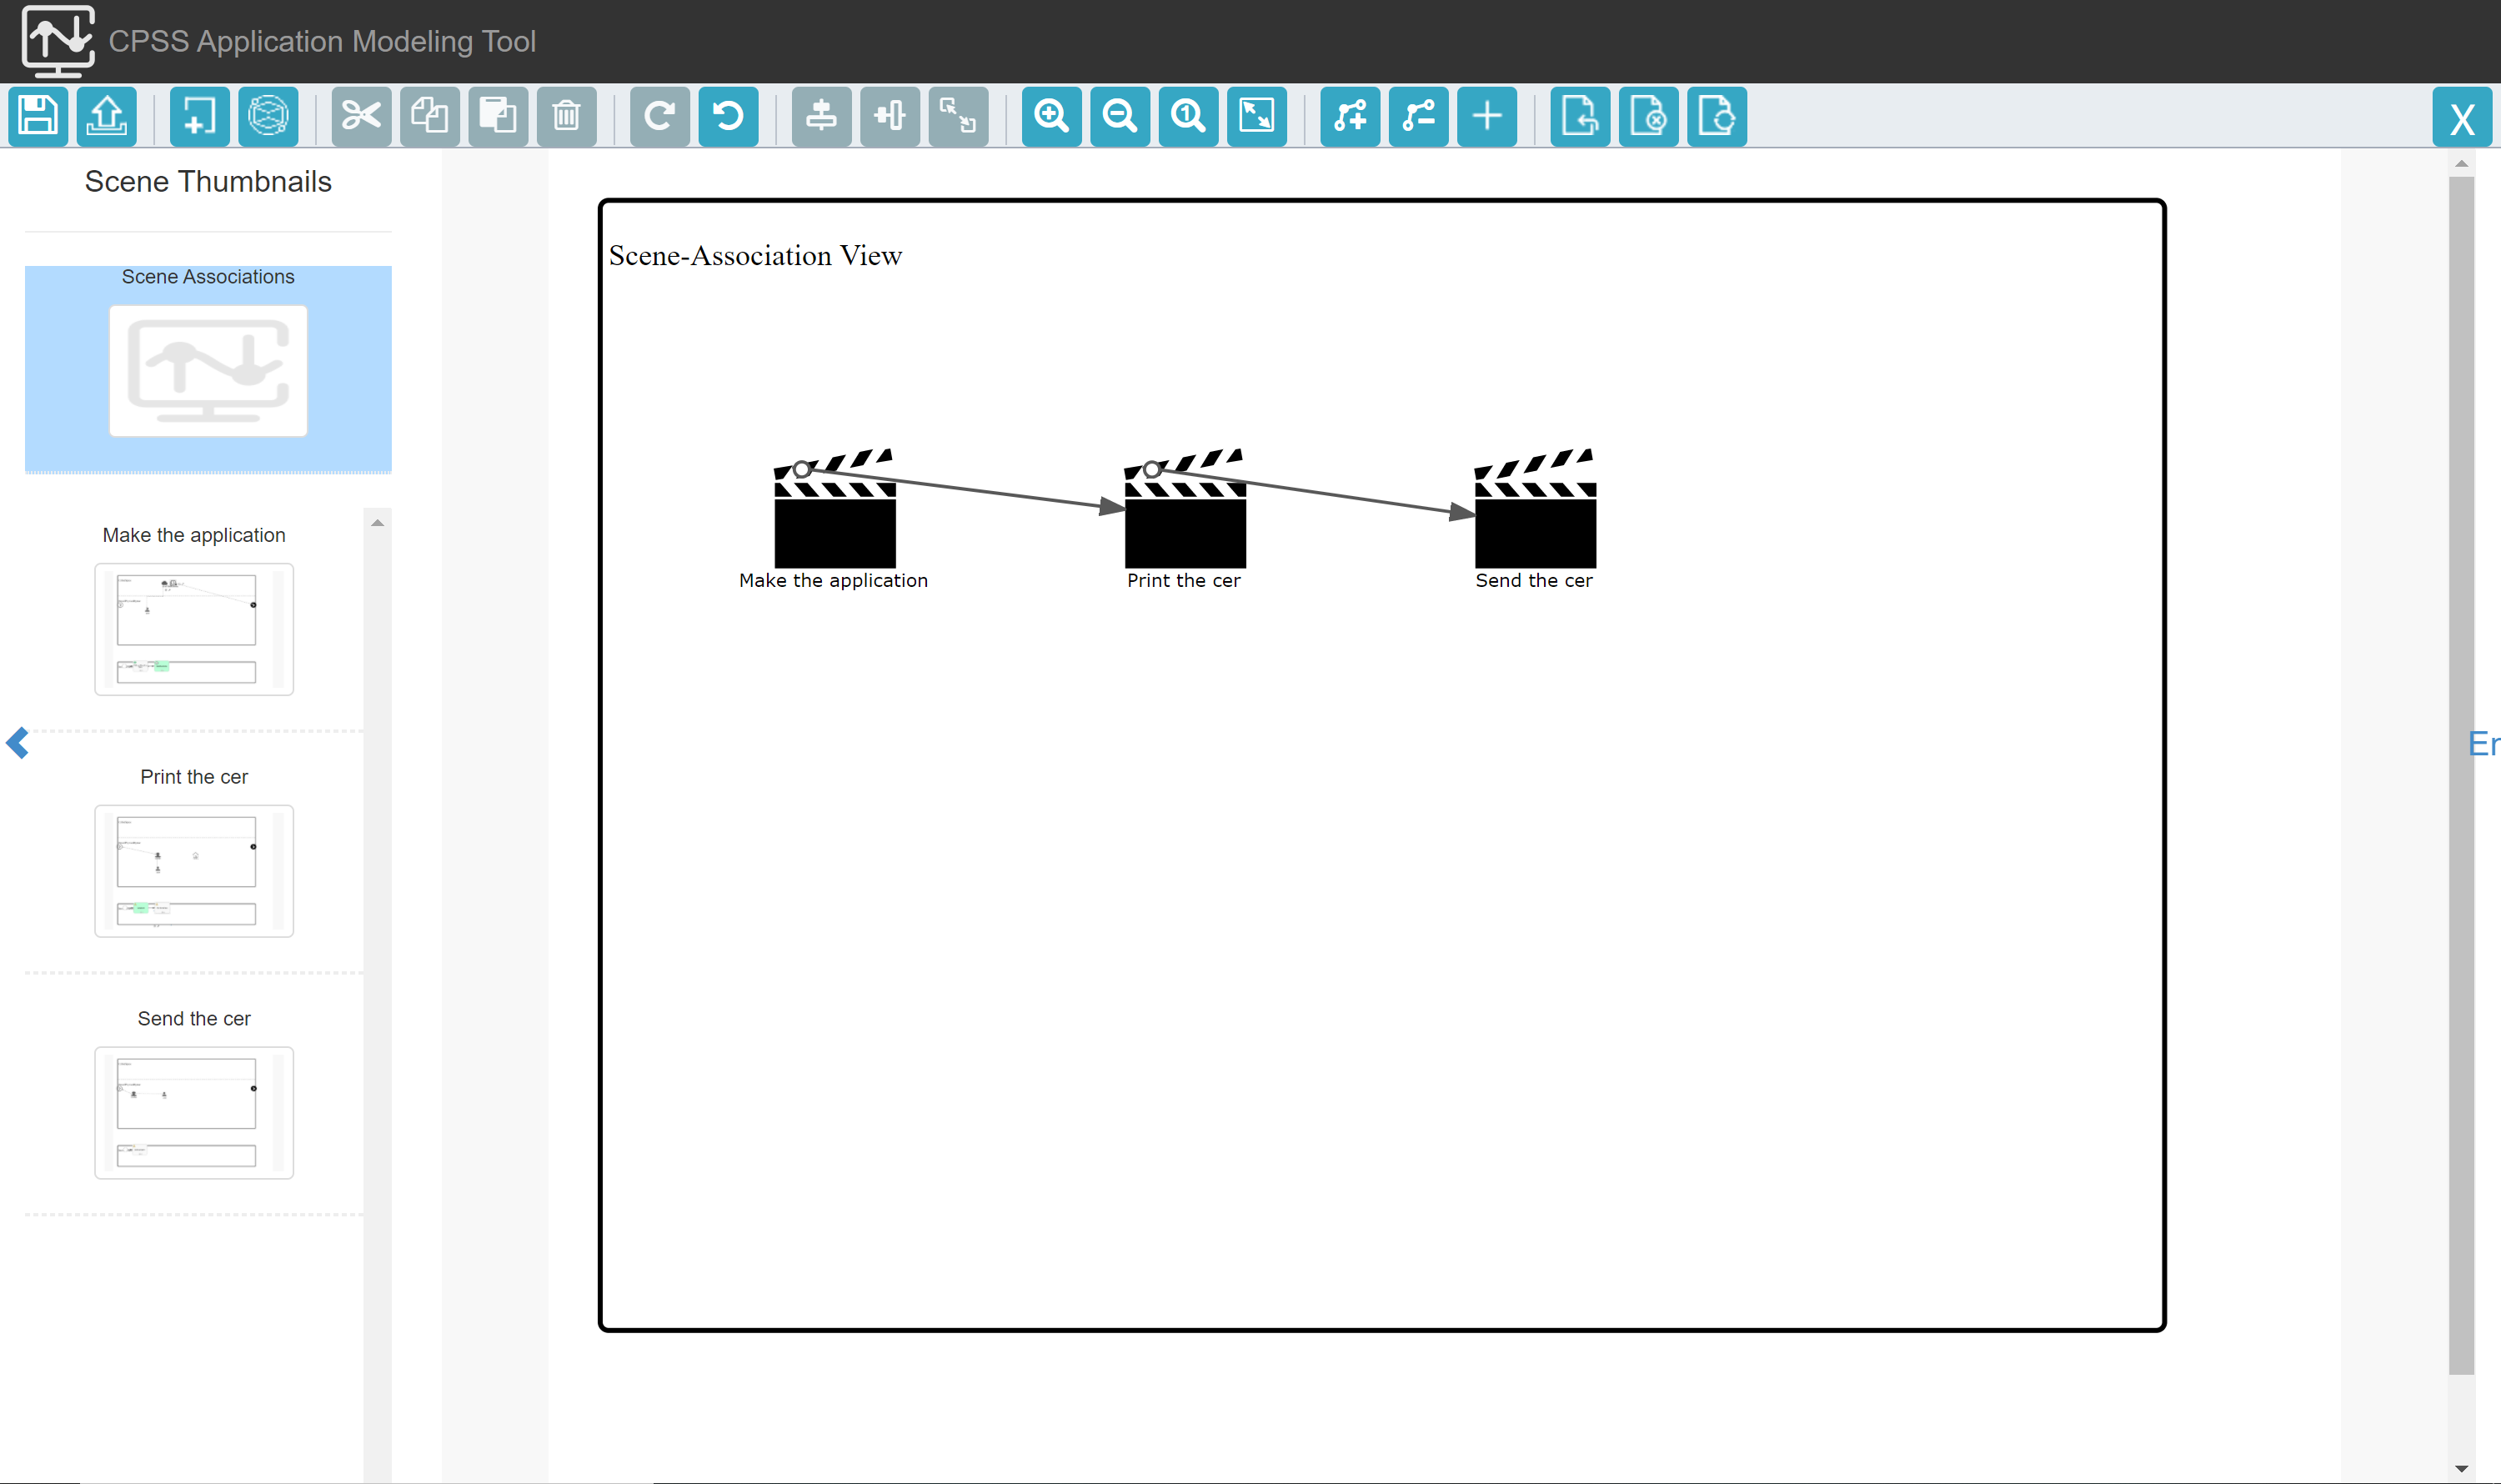 CPSS Application Modeling Tool
X
Scene Thumbnails
Scene Associations
Make the application
Print the cer
Send the cer
Scene-Association View
Make the application
Print the cer
Send the cer